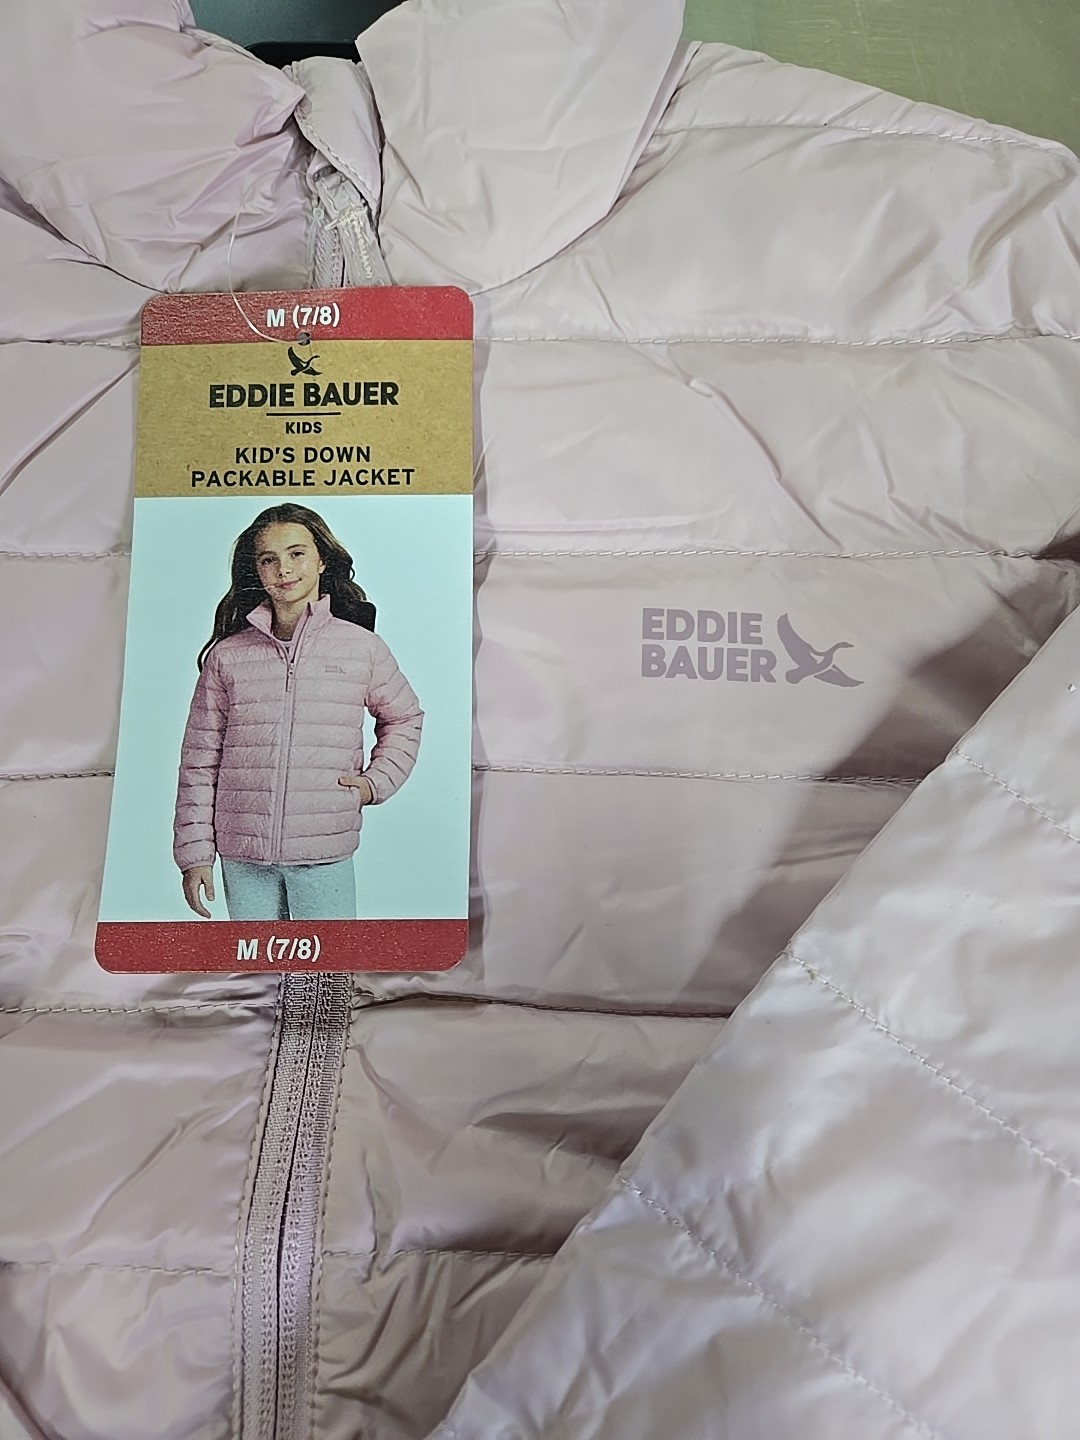 M (7/8)
EDDIE BAUER
KIDS
KID'S DOWN
PACKABLE JACKET
EDDIE
BAUER
M (7/8)